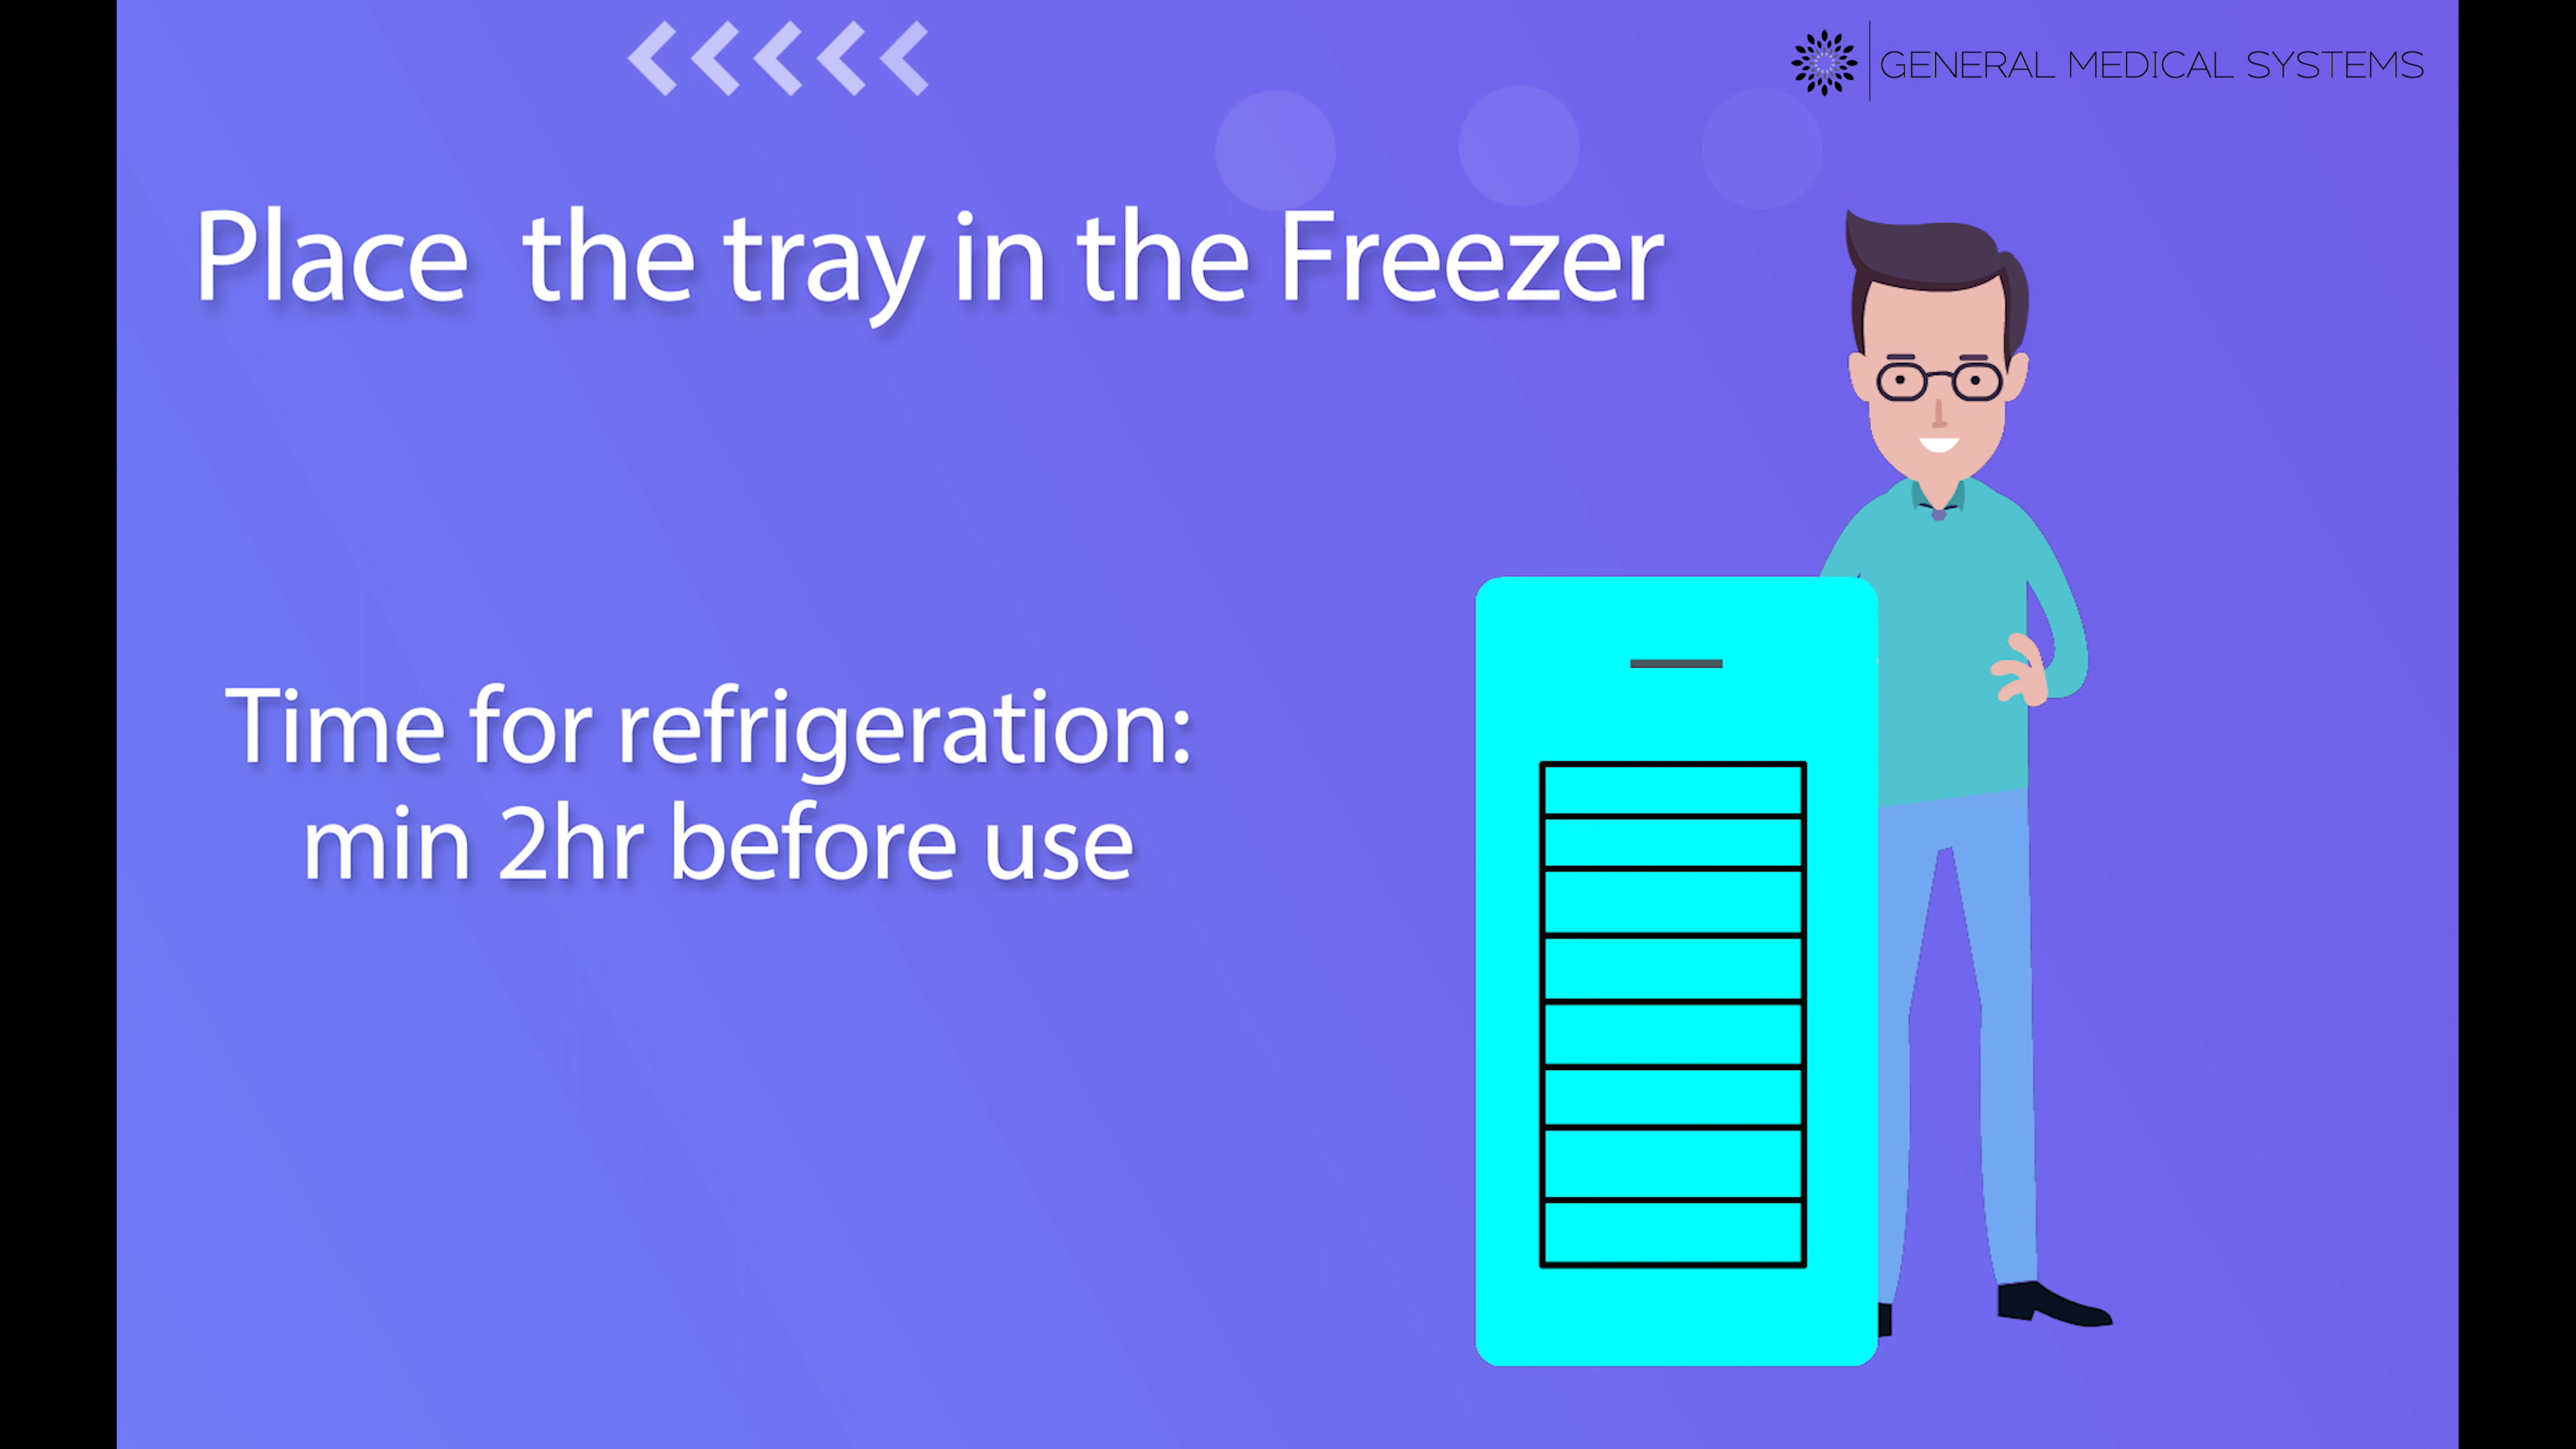 GENERAL MEDICAL SYSTEMS
Place the tray in the Freezer
Time for refrigeration:
min 2hr before use